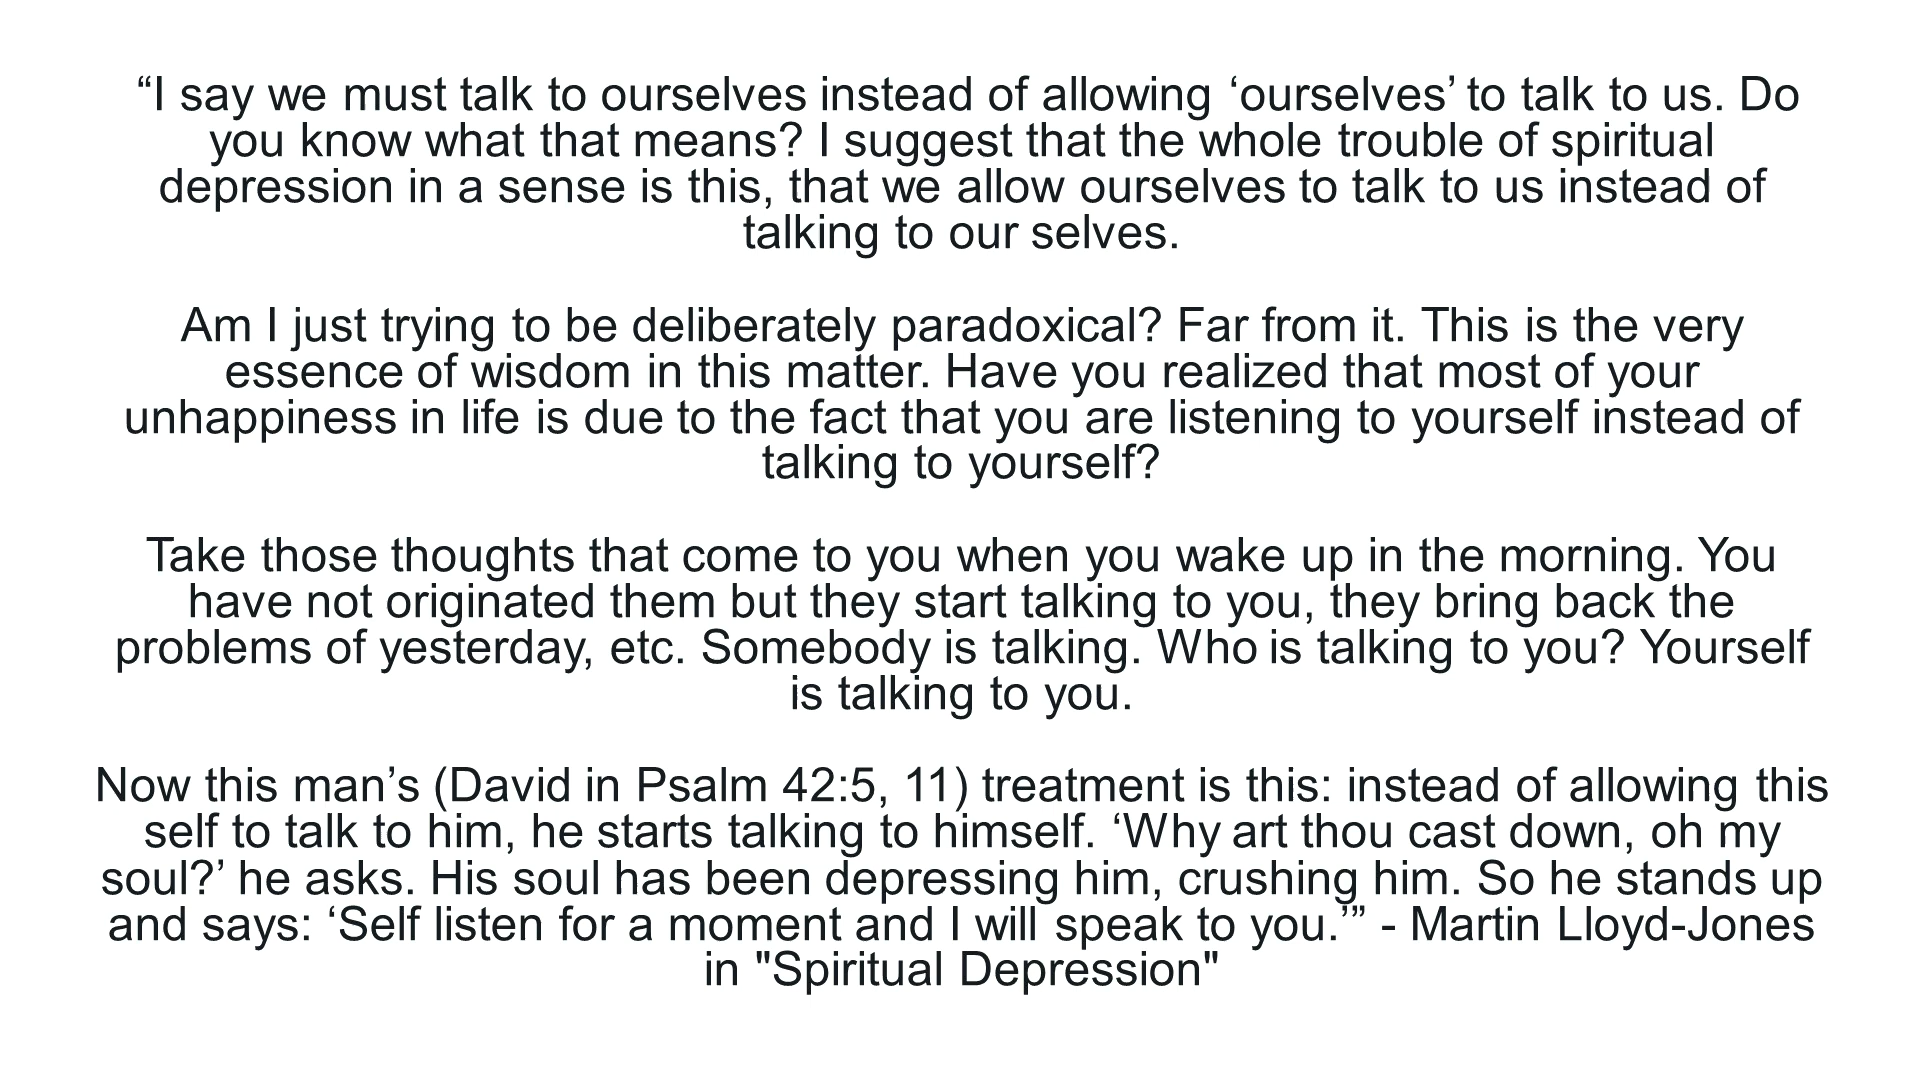 “I say we must talk to ourselves instead of allowing ‘ourselves’ to talk to us. Do
you know what that means? I suggest that the whole trouble of spiritual
depression in a sense is this, that we allow ourselves to talk to us instead of
talking to our selves.
Am I just trying to be deliberately paradoxical? Far from it. This is the very
essence of wisdom in this matter. Have you realized that most of your
unhappiness in life is due to the fact that you are listening to yourself instead of
talking to yourself?
Take those thoughts that come to you when you wake up in the morning. You
have not originated them but they start talking to you, they bring back the
problems of yesterday, etc. Somebody is talking. Who is talking to you? Yourself
is talking to you.
Now this man’s (David in Psalm 42:5, 11) treatment is this: instead of allowing this
self to talk to him, he starts talking to himself. ‘Why art thou cast down, oh my
soul?’ he asks. His soul has been depressing him, crushing him. So he stands up
and says: ‘Self listen for a moment and I will speak to you.’” - Martin Lloyd-Jones
in "Spiritual Depression"